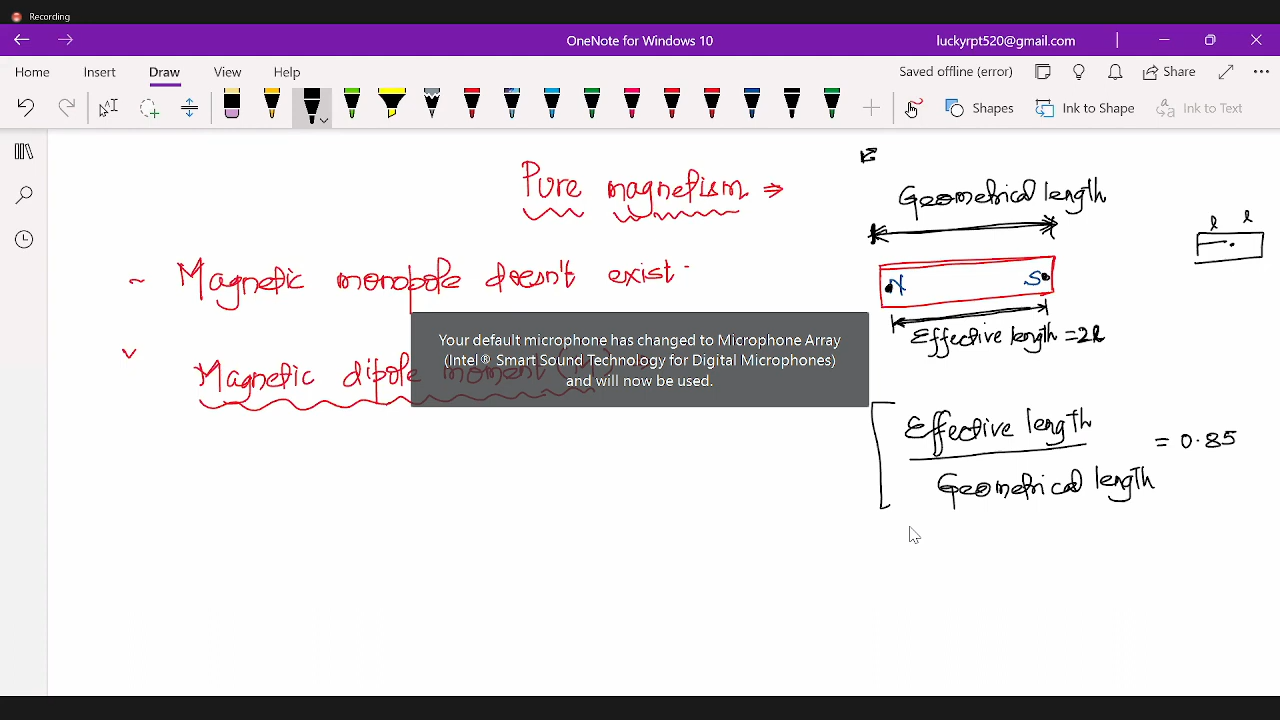 Recording
OneNote for Windows 10
luckyrpt520@gmail.com
Home Insert Draw View Help
Saved offline (error)
Share
Shapes
Ink to Shape
Ink to Text
Pure magnetism ⇒
Geometrical length
l l
~ Magnetic monopole doesn't exist
N S
Effective length = 2l
Your default microphone has changed to Microphone Array
(Intel® Smart Sound Technology for Digital Microphones)
and will now be used.
Magnetic dipole moment (M)
Effective length
Geometrical length
= 0.85